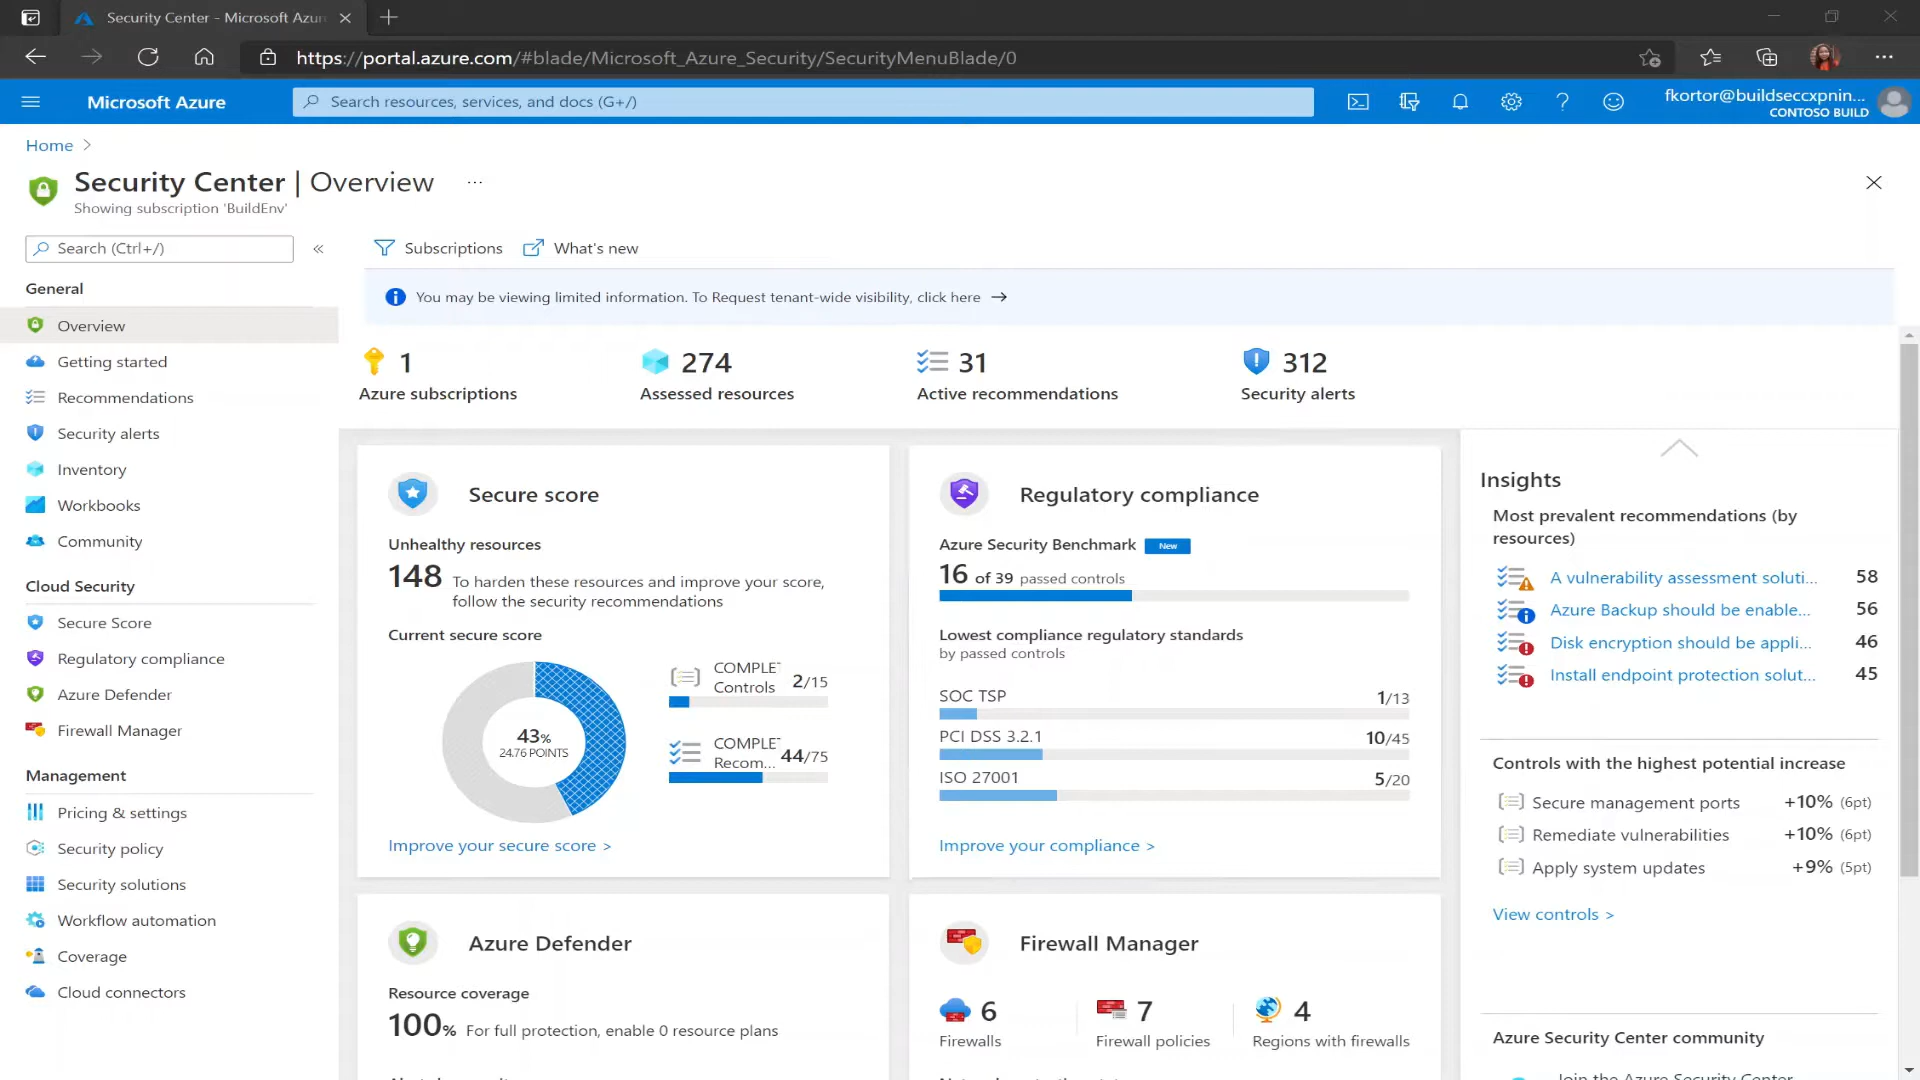 Security Center - Microsoft Azur
https://portal.azure.com/#blade/Microsoft_Azure_Security/SecurityMenuBlade/0
Microsoft Azure
Search resources, services, and docs (G+/)
fkortor@buildseccxpnin...
CONTOSO BUILD
Home
Security Center | Overview
...
Showing subscription 'BuildEnv'
Search (Ctrl+/)
«
Subscriptions
What's new
General
Overview
Getting started
Recommendations
Security alerts
Inventory
Workbooks
Community
Cloud Security
Secure Score
Regulatory compliance
Azure Defender
Firewall Manager
Management
Pricing & settings
Security policy
Security solutions
Workflow automation
Coverage
Cloud connectors
You may be viewing limited information. To Request tenant-wide visibility, click here →
1
Azure subscriptions
274
Assessed resources
31
Active recommendations
312
Security alerts
Secure score
Unhealthy resources
148 To harden these resources and improve your score,
follow the security recommendations
Current secure score
43%
24.76 POINTS
COMPLET
Controls 2/15
COMPLET
Recom... 44/75
Improve your secure score >
Regulatory compliance
Azure Security Benchmark New
16 of 39 passed controls
Lowest compliance regulatory standards
by passed controls
SOC TSP 1/13
PCI DSS 3.2.1 10/45
ISO 27001 5/20
Improve your compliance >
Azure Defender
Resource coverage
100% For full protection, enable 0 resource plans
Firewall Manager
6
Firewalls
7
Firewall policies
4
Regions with firewalls
Insights
Most prevalent recommendations (by
resources)
A vulnerability assessment soluti... 58
Azure Backup should be enable... 56
Disk encryption should be appli... 46
Install endpoint protection solut... 45
Controls with the highest potential increase
Secure management ports +10% (6pt)
Remediate vulnerabilities +10% (6pt)
Apply system updates +9% (5pt)
View controls >
Azure Security Center community
Join the Azure Security Center